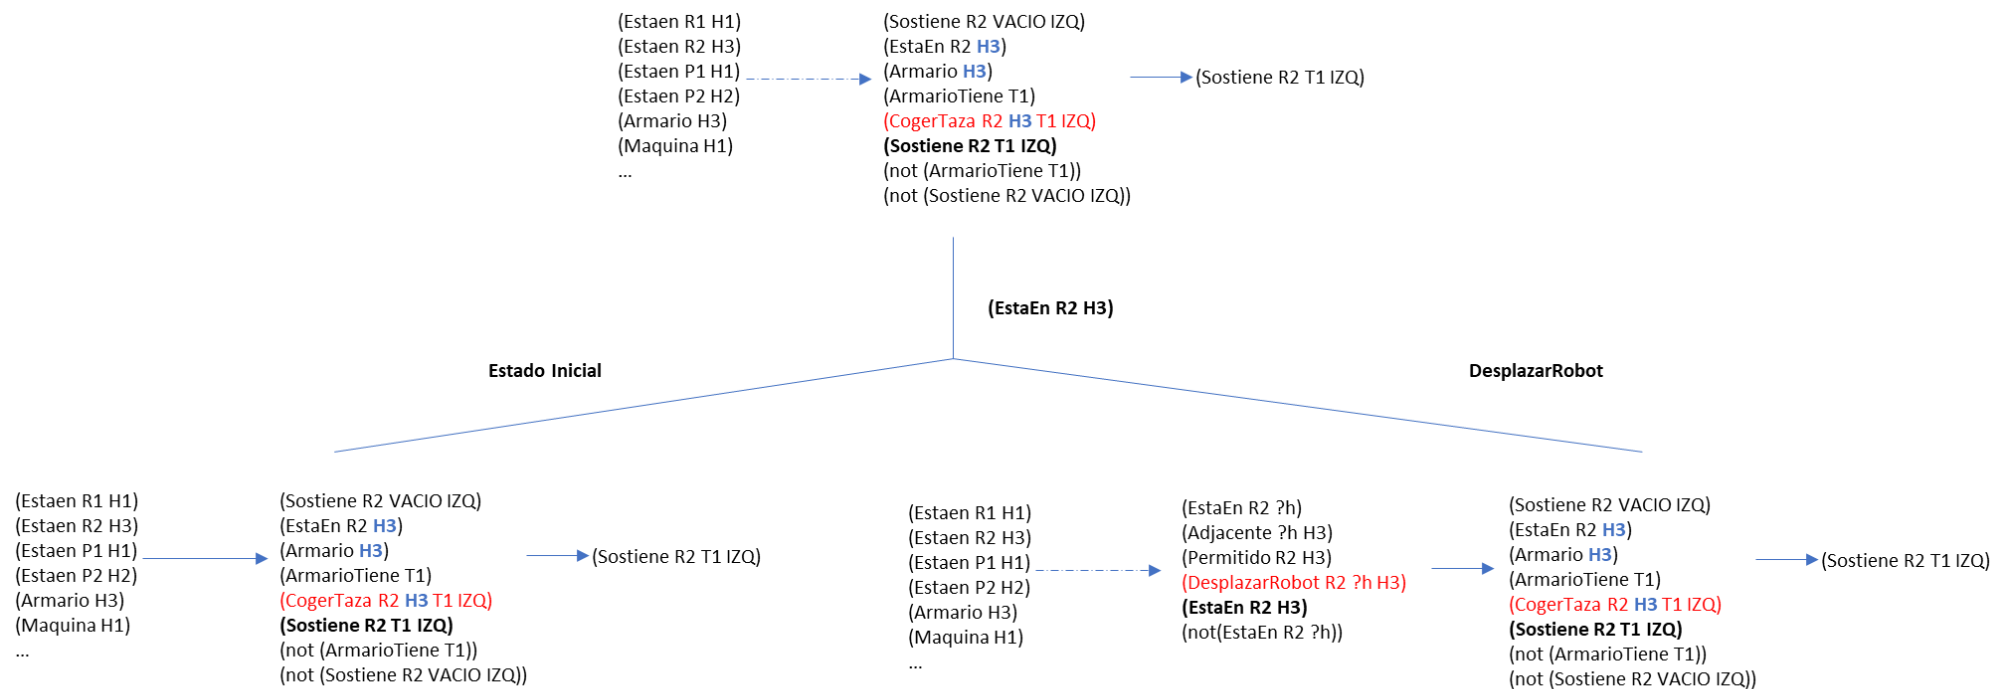 (Estaen R1 H1)
(Estaen R2 H3)
(Estaen P1 H1)
(Estaen P2 H2)
(Armario H3)
(Maquina H1)
...
(Sostiene R2 VACIO IZQ)
(EstaEn R2 H3)
(Armario H3)
(ArmarioTiene T1)
(CogerTaza R2 H3 T1 IZQ)
(Sostiene R2 T1 IZQ)
(not (ArmarioTiene T1))
(not (Sostiene R2 VACIO IZQ))
(Sostiene R2 T1 IZQ)
(EstaEn R2 H3)
Estado Inicial
DesplazarRobot
(Estaen R1 H1)
(Estaen R2 H3)
(Estaen P1 H1)
(Estaen P2 H2)
(Armario H3)
(Maquina H1)
...
(Sostiene R2 VACIO IZQ)
(EstaEn R2 H3)
(Armario H3)
(ArmarioTiene T1)
(CogerTaza R2 H3 T1 IZQ)
(Sostiene R2 T1 IZQ)
(not (ArmarioTiene T1))
(not (Sostiene R2 VACIO IZQ))
(Sostiene R2 T1 IZQ)
(Estaen R1 H1)
(Estaen R2 H3)
(Estaen P1 H1)
(Estaen P2 H2)
(Armario H3)
(Maquina H1)
...
(EstaEn R2 ?h)
(Adjacente ?h H3)
(Permitido R2 H3)
(DesplazarRobot R2 ?h H3)
(EstaEn R2 H3)
(not(EstaEn R2 ?h))
(Sostiene R2 VACIO IZQ)
(EstaEn R2 H3)
(Armario H3)
(ArmarioTiene T1)
(CogerTaza R2 H3 T1 IZQ)
(Sostiene R2 T1 IZQ)
(not (ArmarioTiene T1))
(not (Sostiene R2 VACIO IZQ))
(Sostiene R2 T1 IZQ)